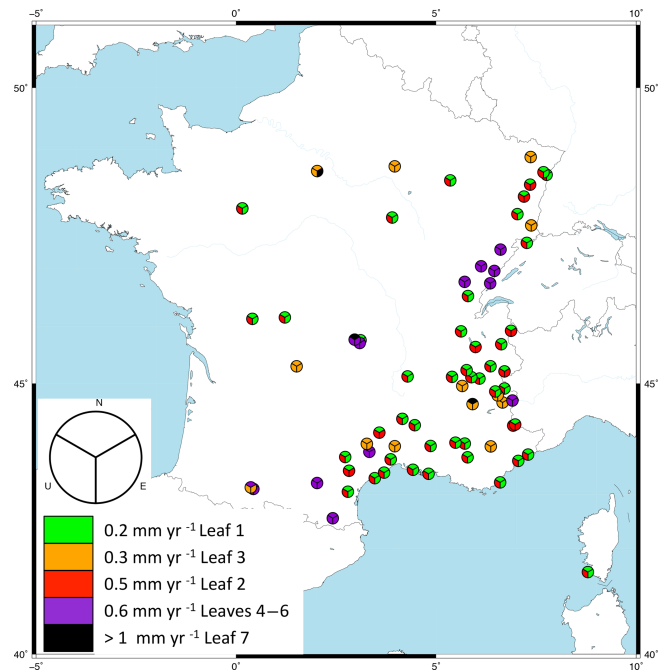 −5˚ 0˚ 5˚ 10˚
50˚ 50˚
45˚ 45˚
N
U E
0.2 mm yr -1 Leaf 1
0.3 mm yr -1 Leaf 3
0.5 mm yr -1 Leaf 2
0.6 mm yr -1 Leaves 4−6
> 1 mm yr -1 Leaf 7
40˚ 40˚
−5˚ 0˚ 5˚ 10˚